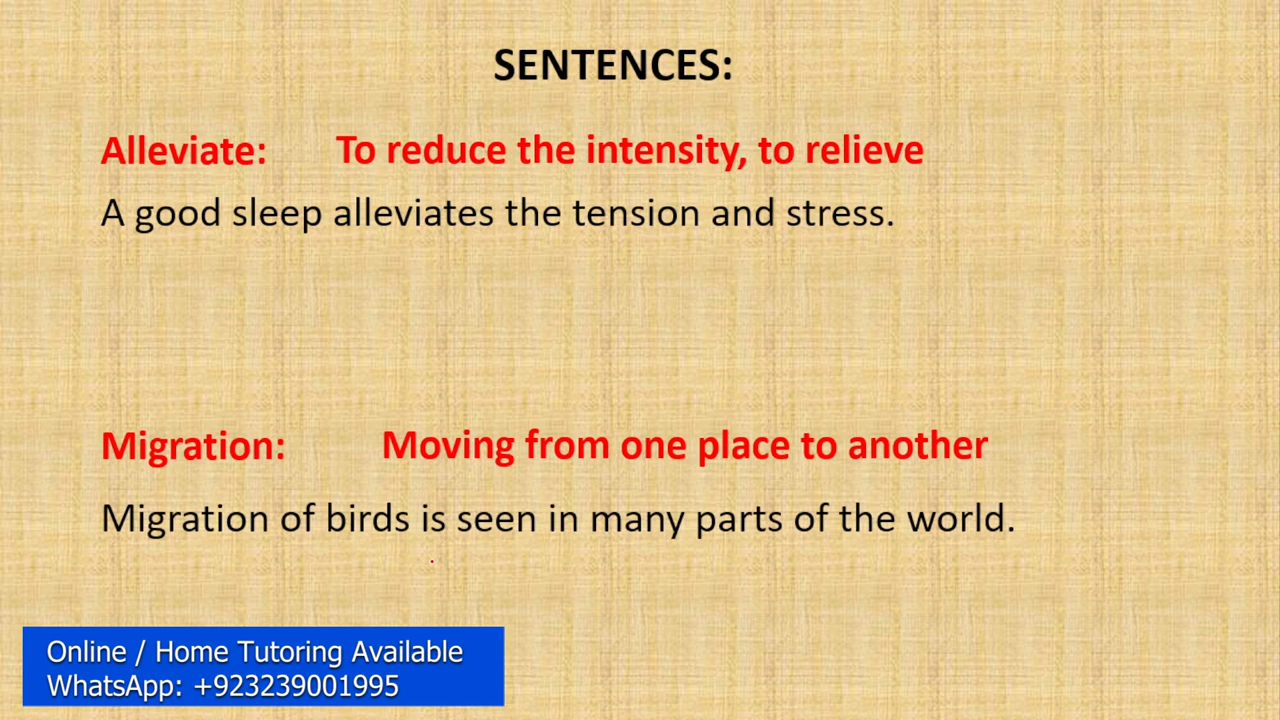 SENTENCES:
Alleviate: To reduce the intensity, to relieve
A good sleep alleviates the tension and stress.
Migration: Moving from one place to another
Migration of birds is seen in many parts of the world.
Online / Home Tutoring Available
WhatsApp: +923239001995